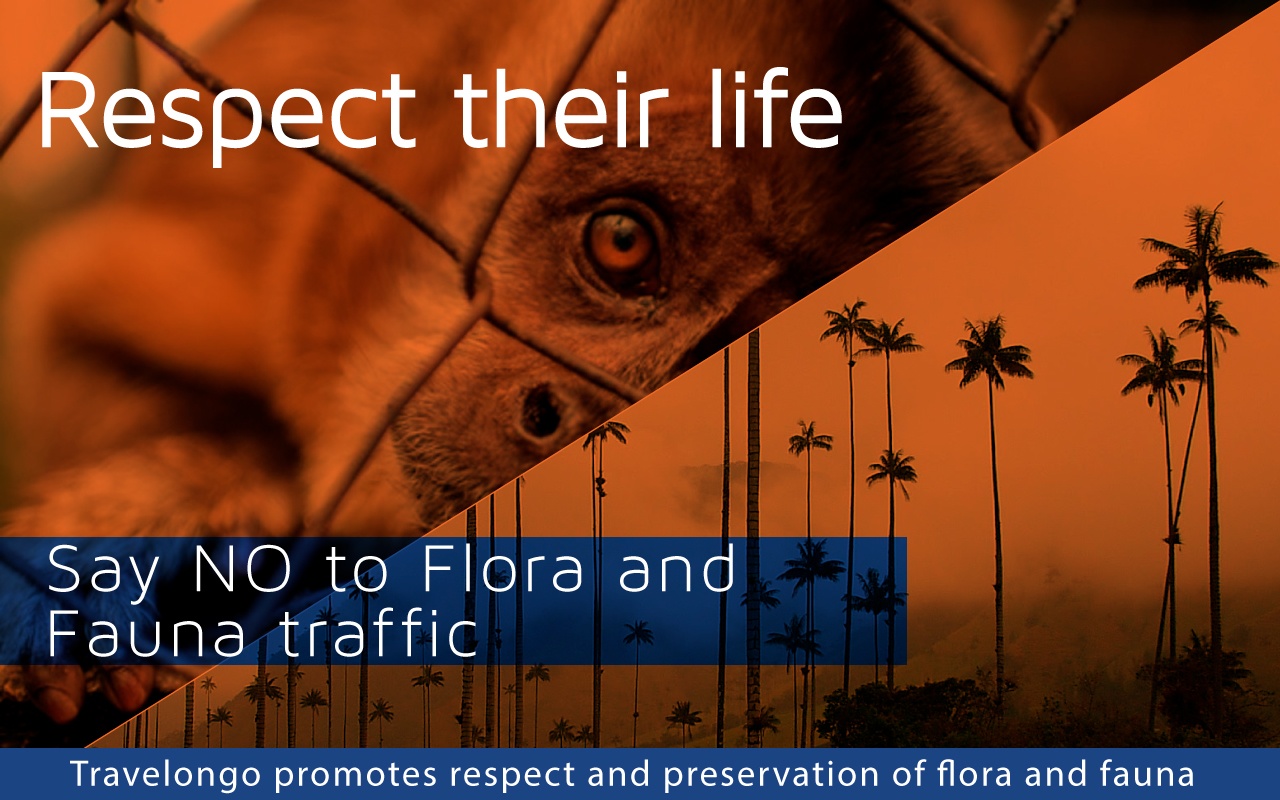 Respect their life
Say NO to Flora and
Fauna traffic
Travelongo promotes respect and preservation of flora and fauna